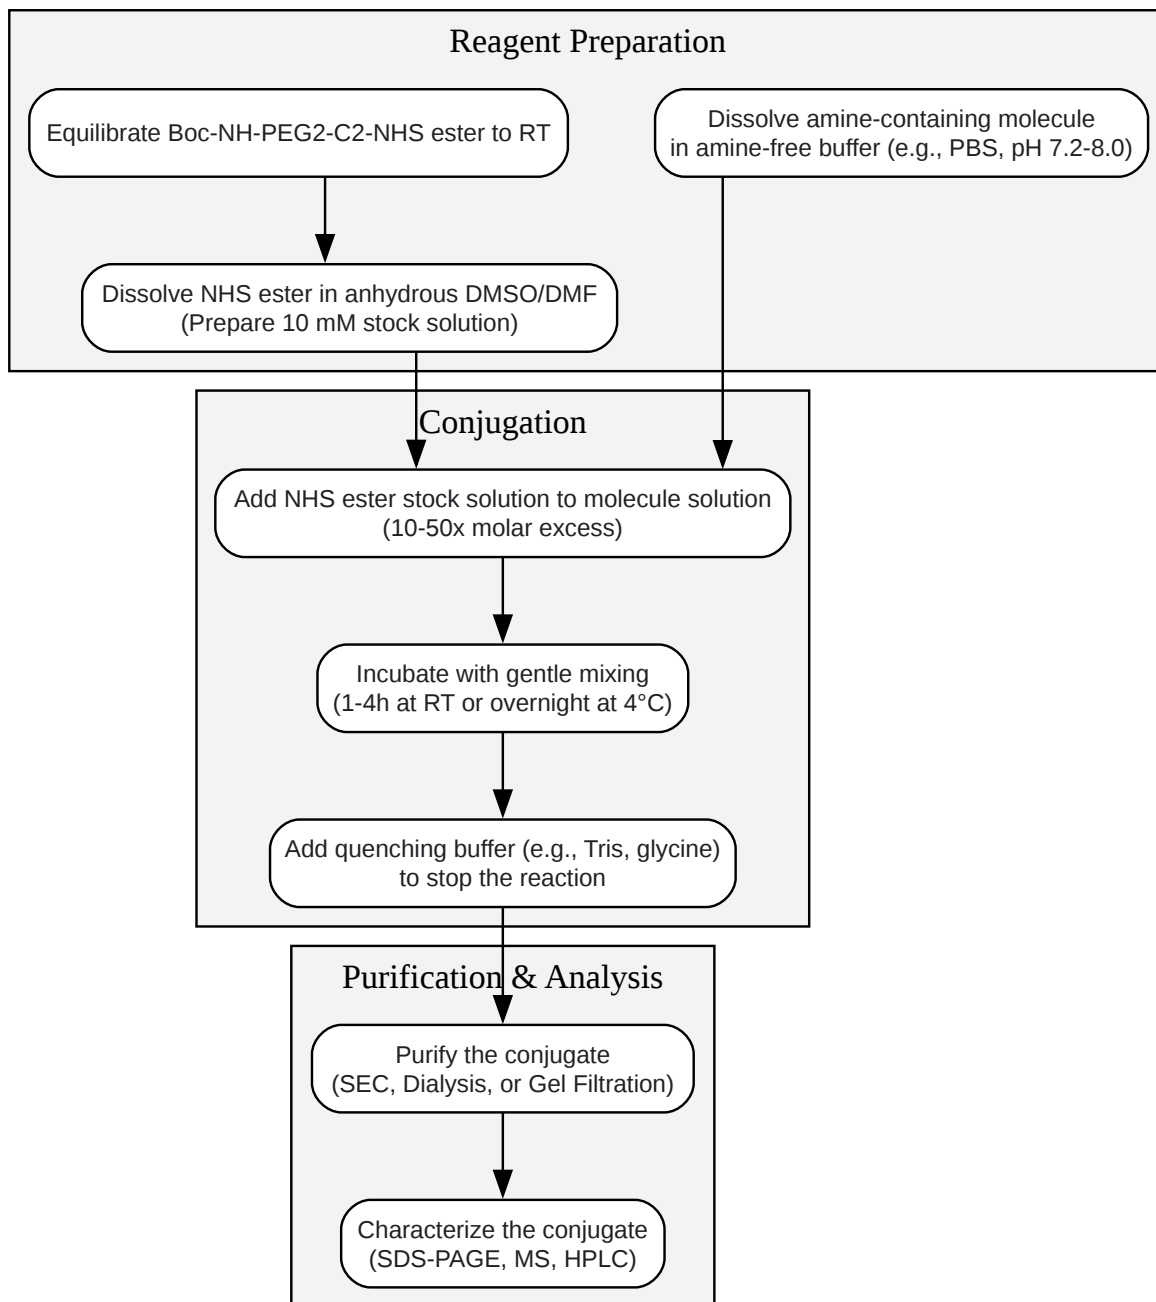 Reagent Preparation
Equilibrate Boc-NH-PEG2-C2-NHS ester to RT
Dissolve amine-containing molecule
in amine-free buffer (e.g., PBS, pH 7.2-8.0)
Dissolve NHS ester in anhydrous DMSO/DMF
(Prepare 10 mM stock solution)
Conjugation
Add NHS ester stock solution to molecule solution
(10-50x molar excess)
Incubate with gentle mixing
(1-4h at RT or overnight at 4°C)
Add quenching buffer (e.g., Tris, glycine)
to stop the reaction
Purification & Analysis
Purify the conjugate
(SEC, Dialysis, or Gel Filtration)
Characterize the conjugate
(SDS-PAGE, MS, HPLC)